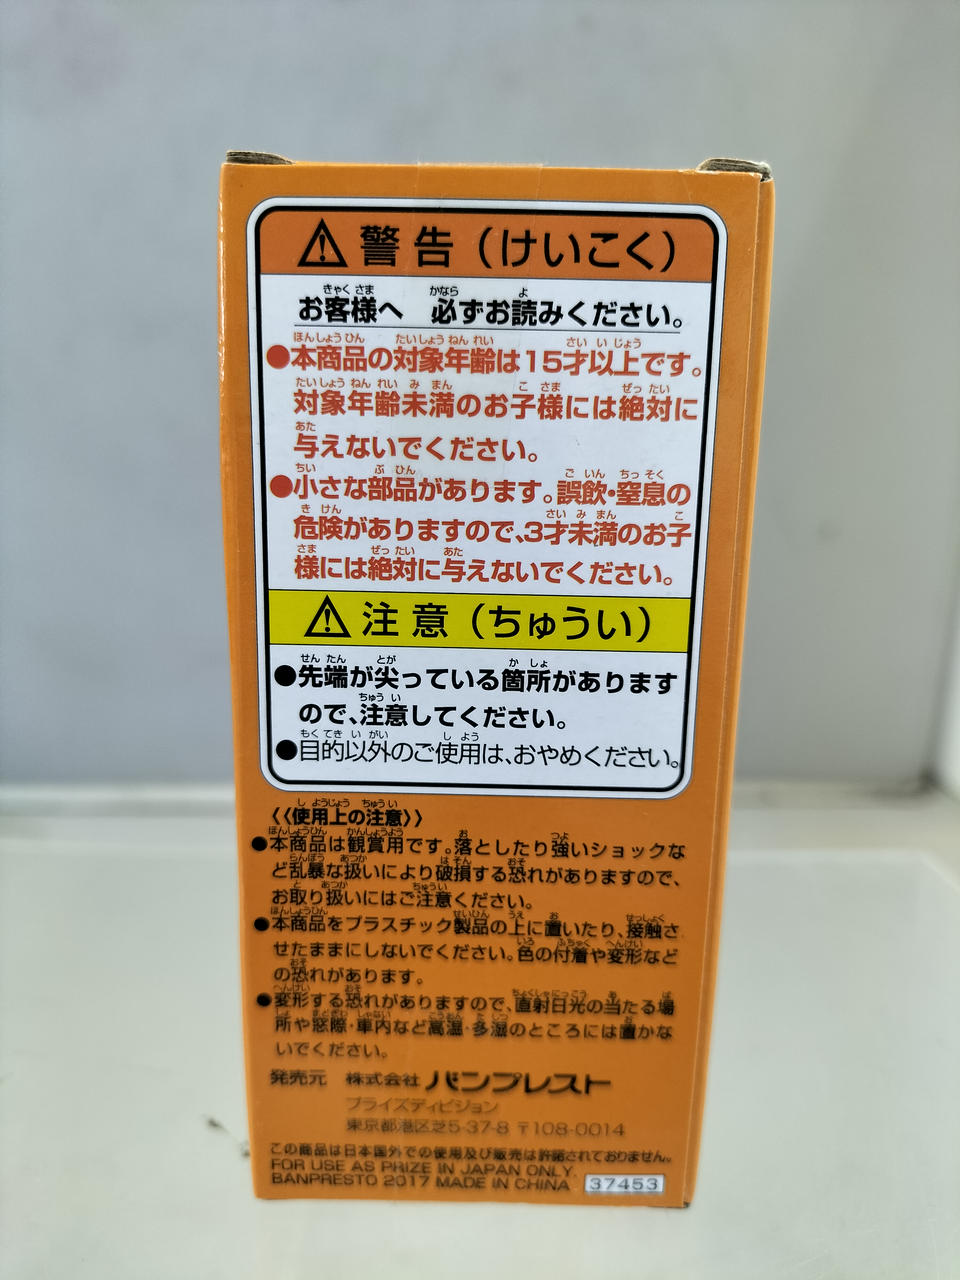 ⚠警告（けいこく）
お客様へ 必ずお読みください。
●本商品の対象年齢は15才以上です。
対象年齢未満のお子様には絶対に
与えないでください。
●小さな部品があります。誤飲・窒息の
危険がありますので、3才未満のお子
様には絶対に与えないでください。
⚠注意（ちゅうい）
●先端が尖っている箇所があります
ので、注意してください。
●目的以外のご使用は、おやめください。
《使用上の注意》
●本商品は観賞用です。落としたり強いショックな
ど乱暴な扱いにより破損する恐れがありますので、
お取り扱いにはご注意ください。
●本商品をプラスチック製品の上に置いたり、接触さ
せたままにしないでください。色の付着や変形など
の恐れがあります。
●変形する恐れがありますので、直射日光の当たる場
所や窓際・車内など高温・多湿のところには置かな
いでください。
発売元 株式会社 バンプレスト
プライズディビジョン
東京都港区芝5-37-8 〒108-0014
この商品は日本国外での使用及び販売は許諾されておりません。
FOR USE AS PRIZE IN JAPAN ONLY.
BANPRESTO 2017 MADE IN CHINA 37453